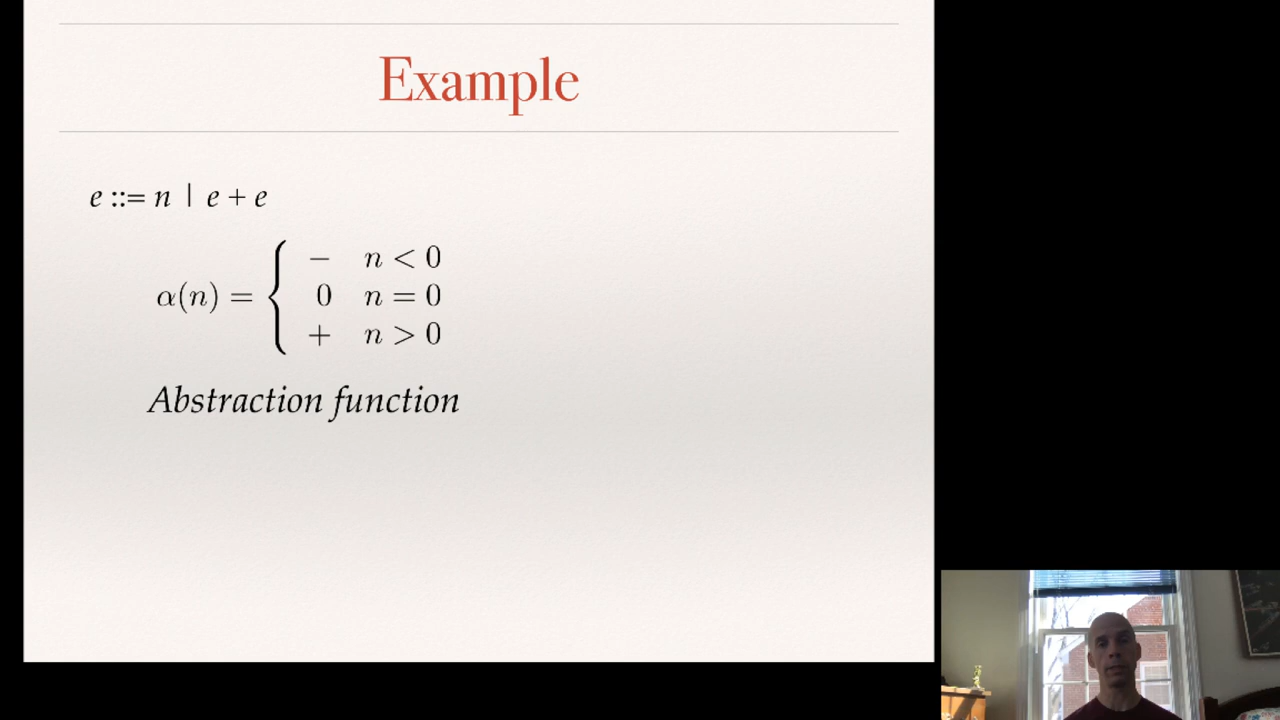 Example
e ::= n | e + e
− n < 0
α(n) = { 0 n = 0
+ n > 0
Abstraction function